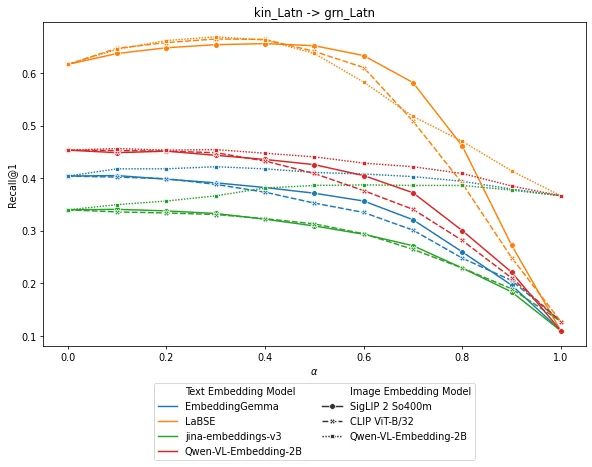 kin_Latn -> grn_Latn
Recall@1
0.6
0.5
0.4
0.3
0.2
0.1
0.0 0.2 0.4 0.6 0.8 1.0
α
Text Embedding Model Image Embedding Model
EmbeddingGemma SigLIP 2 So400m
LaBSE CLIP ViT-B/32
jina-embeddings-v3 Qwen-VL-Embedding-2B
Qwen-VL-Embedding-2B